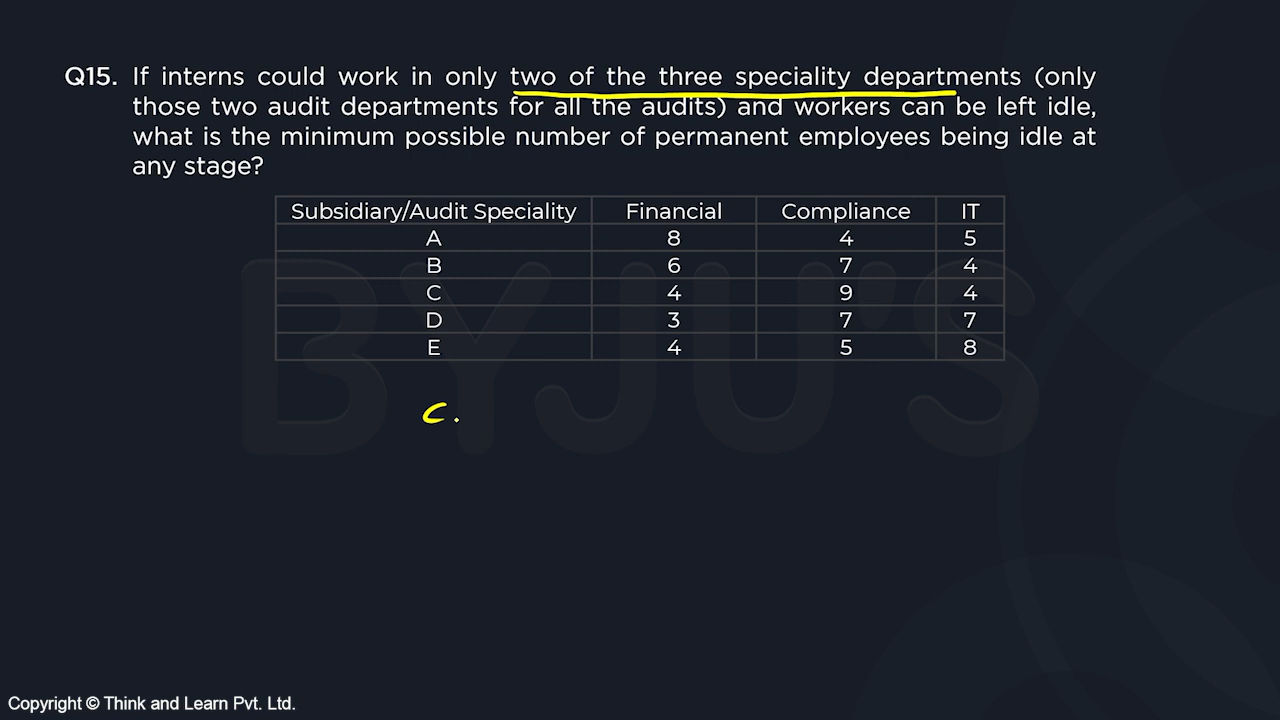 Q15. If interns could work in only two of the three speciality departments (only
those two audit departments for all the audits) and workers can be left idle,
what is the minimum possible number of permanent employees being idle at
any stage?
Subsidiary/Audit Speciality Financial Compliance IT
A 8 4 5
B 6 7 4
C 4 9 4
D 3 7 7
E 4 5 8
BYJU'S
C.
Copyright © Think and Learn Pvt. Ltd.